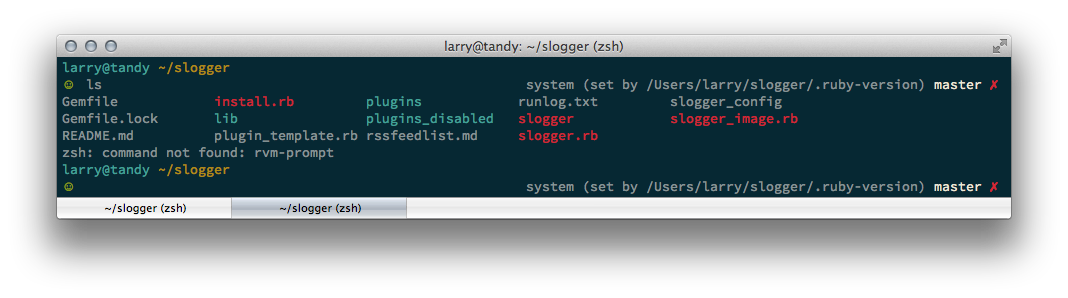 larry@tandy: ~/slogger (zsh)
larry@tandy ~/slogger
☺ ls system (set by /Users/larry/slogger/.ruby-version) master ✗
Gemfile install.rb plugins runlog.txt slogger_config
Gemfile.lock lib plugins_disabled slogger slogger_image.rb
README.md plugin_template.rb rssfeedlist.md slogger.rb
zsh: command not found: rvm-prompt
larry@tandy ~/slogger
☺ system (set by /Users/larry/slogger/.ruby-version) master ✗
~/slogger (zsh) ~/slogger (zsh)